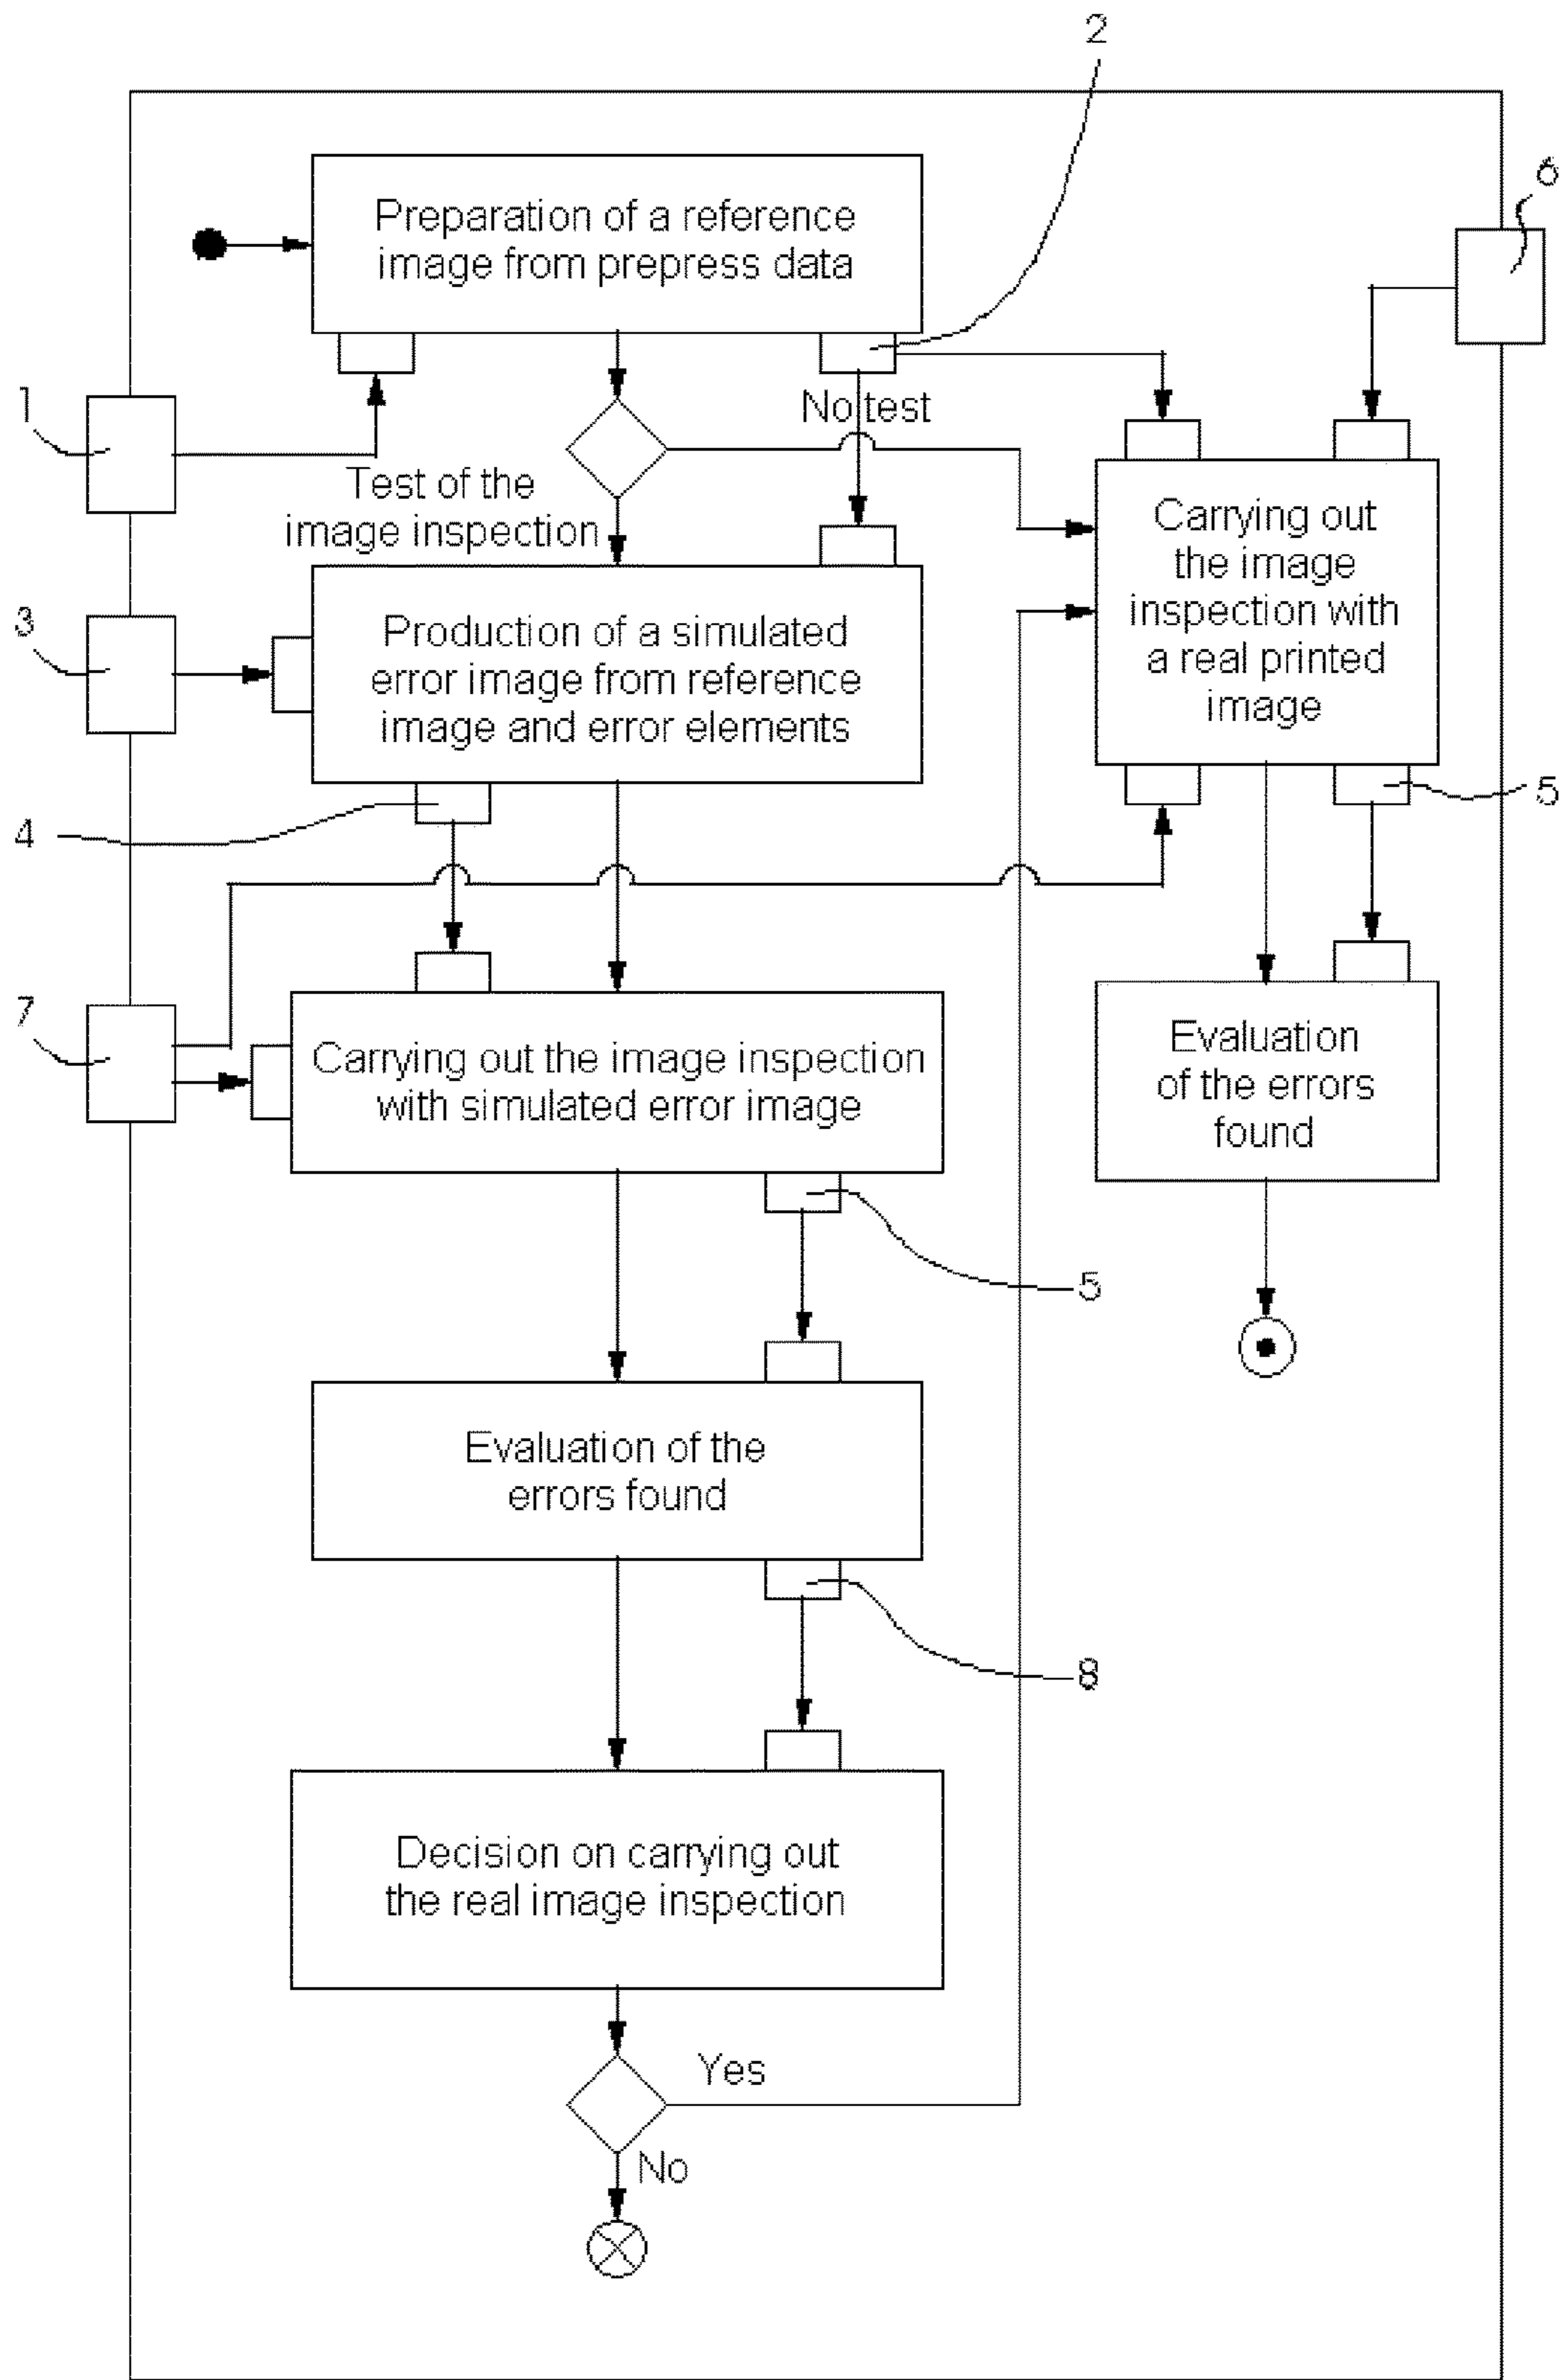 2
6
Preparation of a reference
image from prepress data
1
No test
Test of the
image inspection
Carrying out
the image
inspection with
a real printed
image
3
Production of a simulated
error image from reference
image and error elements
5
4
7
Carrying out the image inspection
with simulated error image
Evaluation
of the errors
found
5
Evaluation of the
errors found
8
Decision on carrying out
the real image inspection
Yes
No